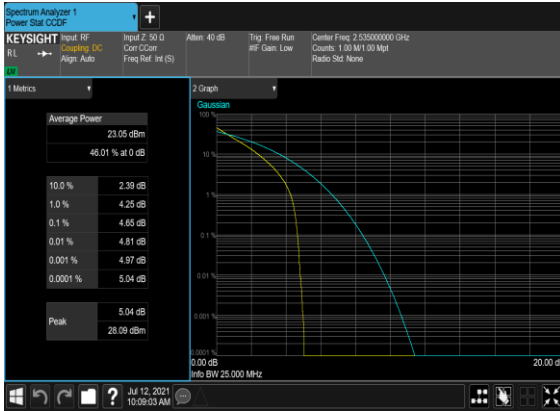 Spectrum Analyzer 1
Power Stat CCDF
+
KEYSIGHT
RL
Input: RF
Coupling: DC
Align: Auto
Input Z: 50 Ω
Corr CCorr
Freq Ref: Int (S)
Atten: 40 dB
Trig: Free Run
#IF Gain: Low
Center Freq: 2.535000000 GHz
Counts: 1.00 M/1.00 Mpt
Radio Std: None
1 Metrics
Average Power
23.05 dBm
46.01 % at 0 dB
10.0 % 2.39 dB
1.0 % 4.25 dB
0.1 % 4.65 dB
0.01 % 4.81 dB
0.001 % 4.97 dB
0.0001 % 5.04 dB
Peak 5.04 dB
28.09 dBm
2 Graph
Gaussian
100 %
10 %
1 %
0.1 %
0.01 %
0.001 %
0.0001 %
0.00 dB 20.00 d
Info BW 25.000 MHz
?
Jul 12, 2021
10:09:03 AM